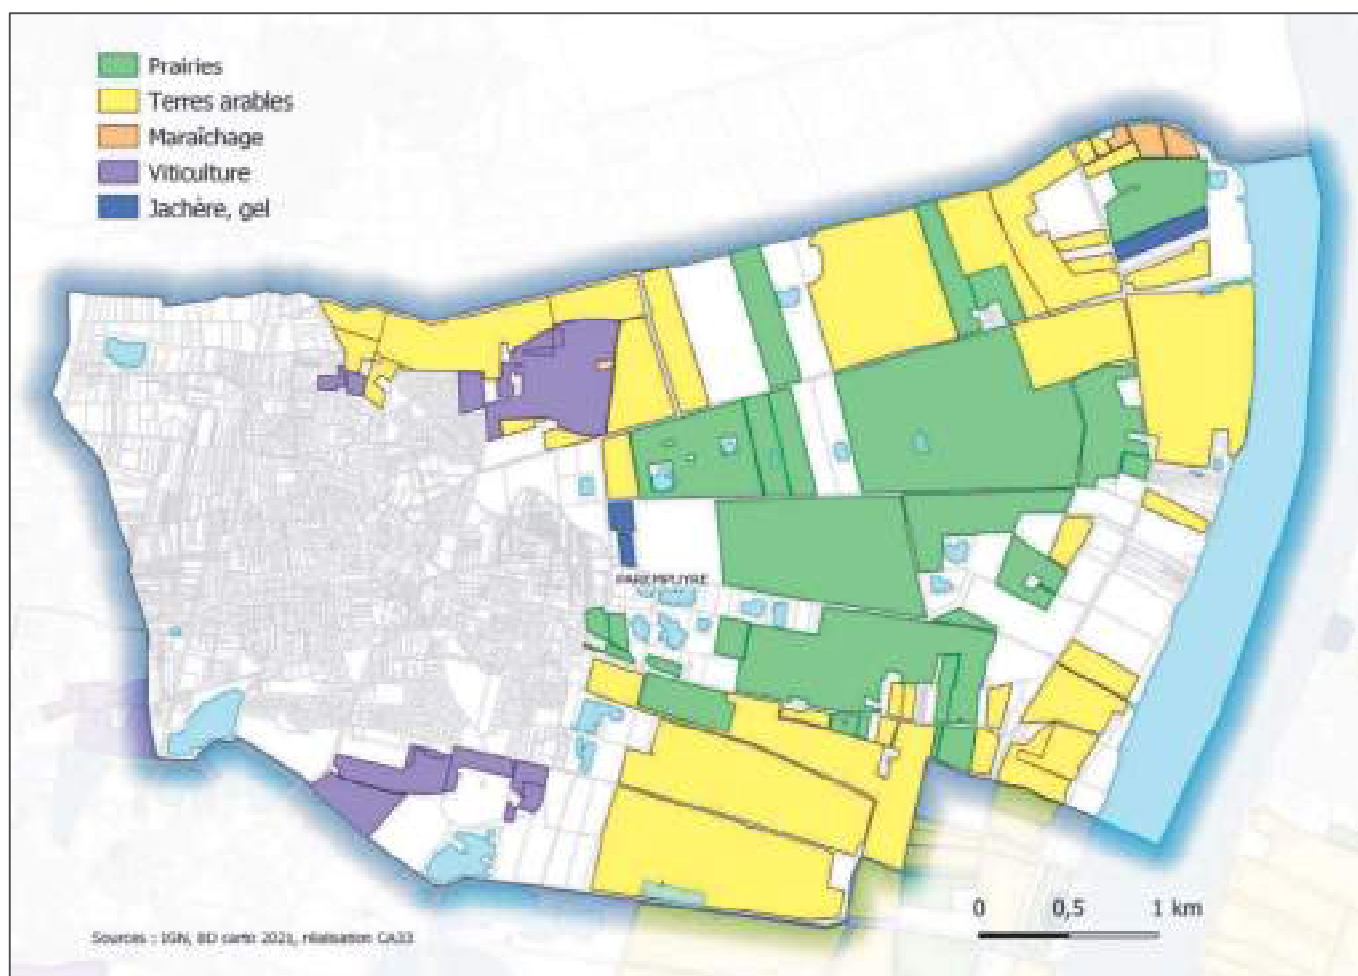 Prairies
Terres arables
Maraîchage
Viticulture
Jachère, gel
PAREMPUYRE
0 0,5 1 km
Sources : IGN, BD carto 2021, réalisation CA33